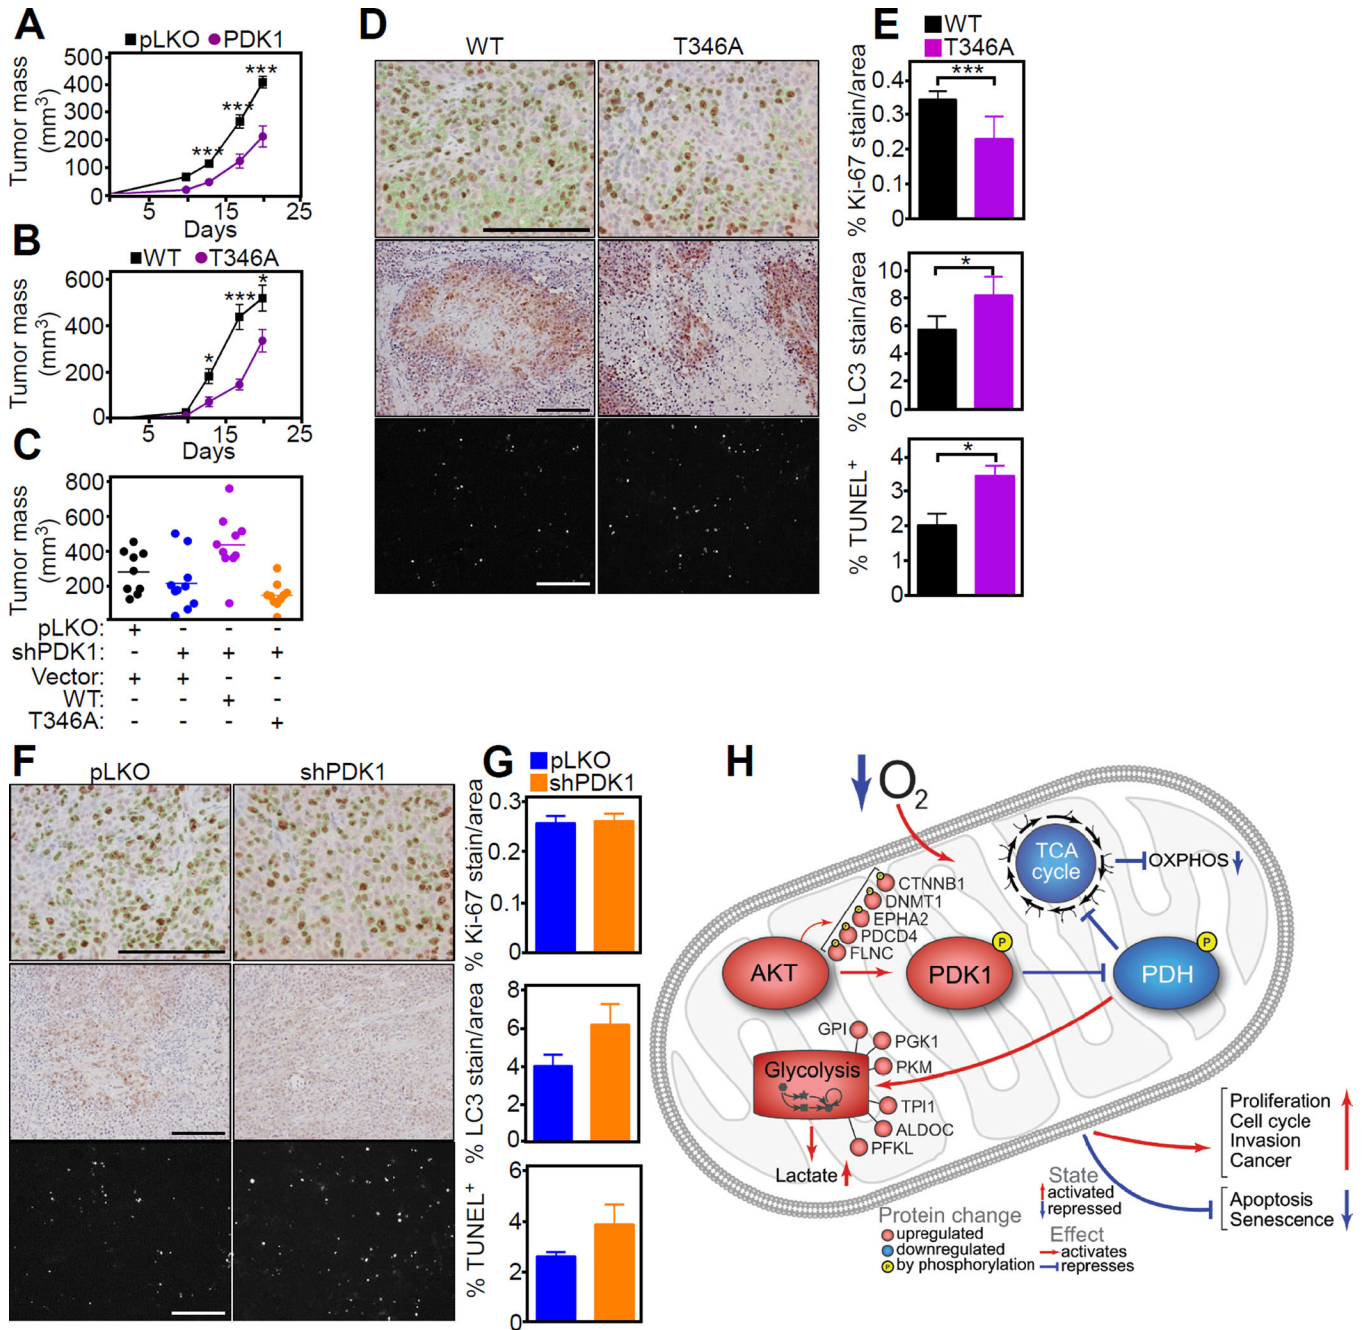 A
pLKO PDK1
Tumor mass
(mm³)
500
400
300
200
100
0
***
***
***
5 15 25
Days
B
WT T346A
Tumor mass
(mm³)
600
400
200
0
*
***
*
5 15 25
Days
C
Tumor mass
(mm³)
800
600
400
200
pLKO: + - - -
shPDK1: - + + +
Vector: + + - -
WT: - - + -
T346A: - - - +
D
WT T346A
E
WT
T346A
% Ki-67 stain/area
0.4
0.3
0.2
0.1
0
***
% LC3 stain/area
10
8
6
4
2
0
*
% TUNEL⁺
4
3
2
1
0
*
F
pLKO shPDK1
G
pLKO
shPDK1
% Ki-67 stain/area
0.3
0.2
0.1
0
% LC3 stain/area
8
6
4
2
0
% TUNEL⁺
6
4
2
0
H
O₂
TCA
cycle
OXPHOS
CTNNB1
DNMT1
EPHA2
PDCD4
FLNC
P
P
P
P
P
AKT
PDK1
P
PDH
P
GPI
PGK1
PKM
Glycolysis
TPI1
ALDOC
PFKL
Lactate
Proliferation
Cell cycle
Invasion
Cancer
Apoptosis
Senescence
State
activated
repressed
Protein change
upregulated
downregulated
P by phosphorylation
Effect
activates
represses